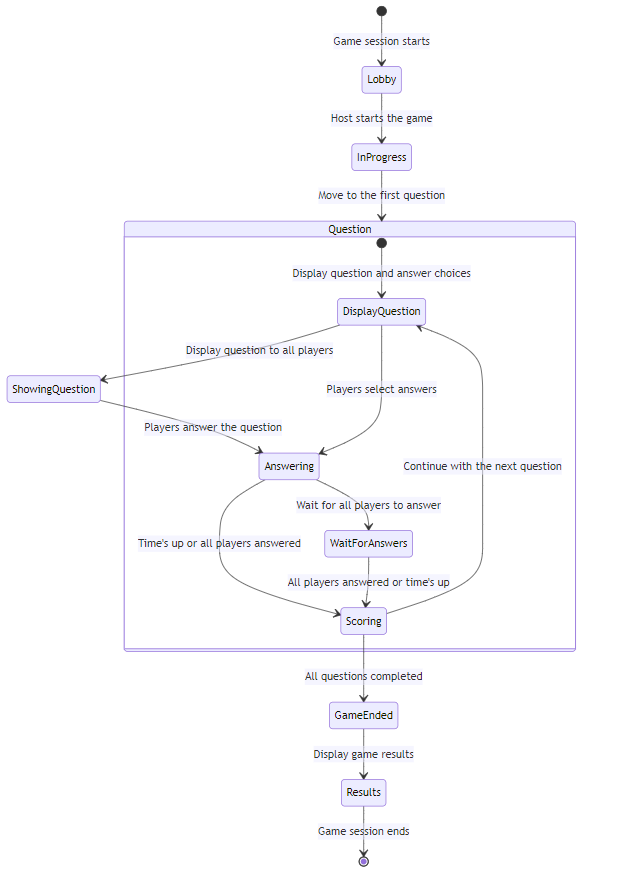 Game session starts
Lobby
Host starts the game
InProgress
Move to the first question
Question
Display question and answer choices
DisplayQuestion
Display question to all players
ShowingQuestion
Players select answers
Players answer the question
Answering
Continue with the next question
Wait for all players to answer
Time's up or all players answered
WaitForAnswers
All players answered or time's up
Scoring
All questions completed
GameEnded
Display game results
Results
Game session ends